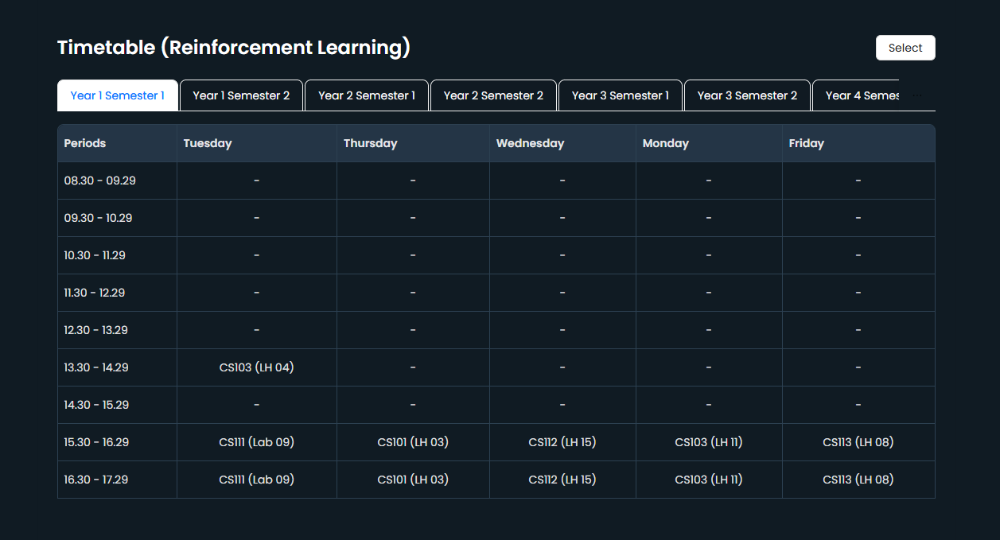 Timetable (Reinforcement Learning)
Select
Year 1 Semester 1 Year 1 Semester 2 Year 2 Semester 1 Year 2 Semester 2 Year 3 Semester 1 Year 3 Semester 2 Year 4 Semes ...
Periods Tuesday Thursday Wednesday Monday Friday
08.30 - 09.29 - - - - -
09.30 - 10.29 - - - - -
10.30 - 11.29 - - - - -
11.30 - 12.29 - - - - -
12.30 - 13.29 - - - - -
13.30 - 14.29 CS103 (LH 04) - - - -
14.30 - 15.29 - - - - -
15.30 - 16.29 CS111 (Lab 09) CS101 (LH 03) CS112 (LH 15) CS103 (LH 11) CS113 (LH 08)
16.30 - 17.29 CS111 (Lab 09) CS101 (LH 03) CS112 (LH 15) CS103 (LH 11) CS113 (LH 08)